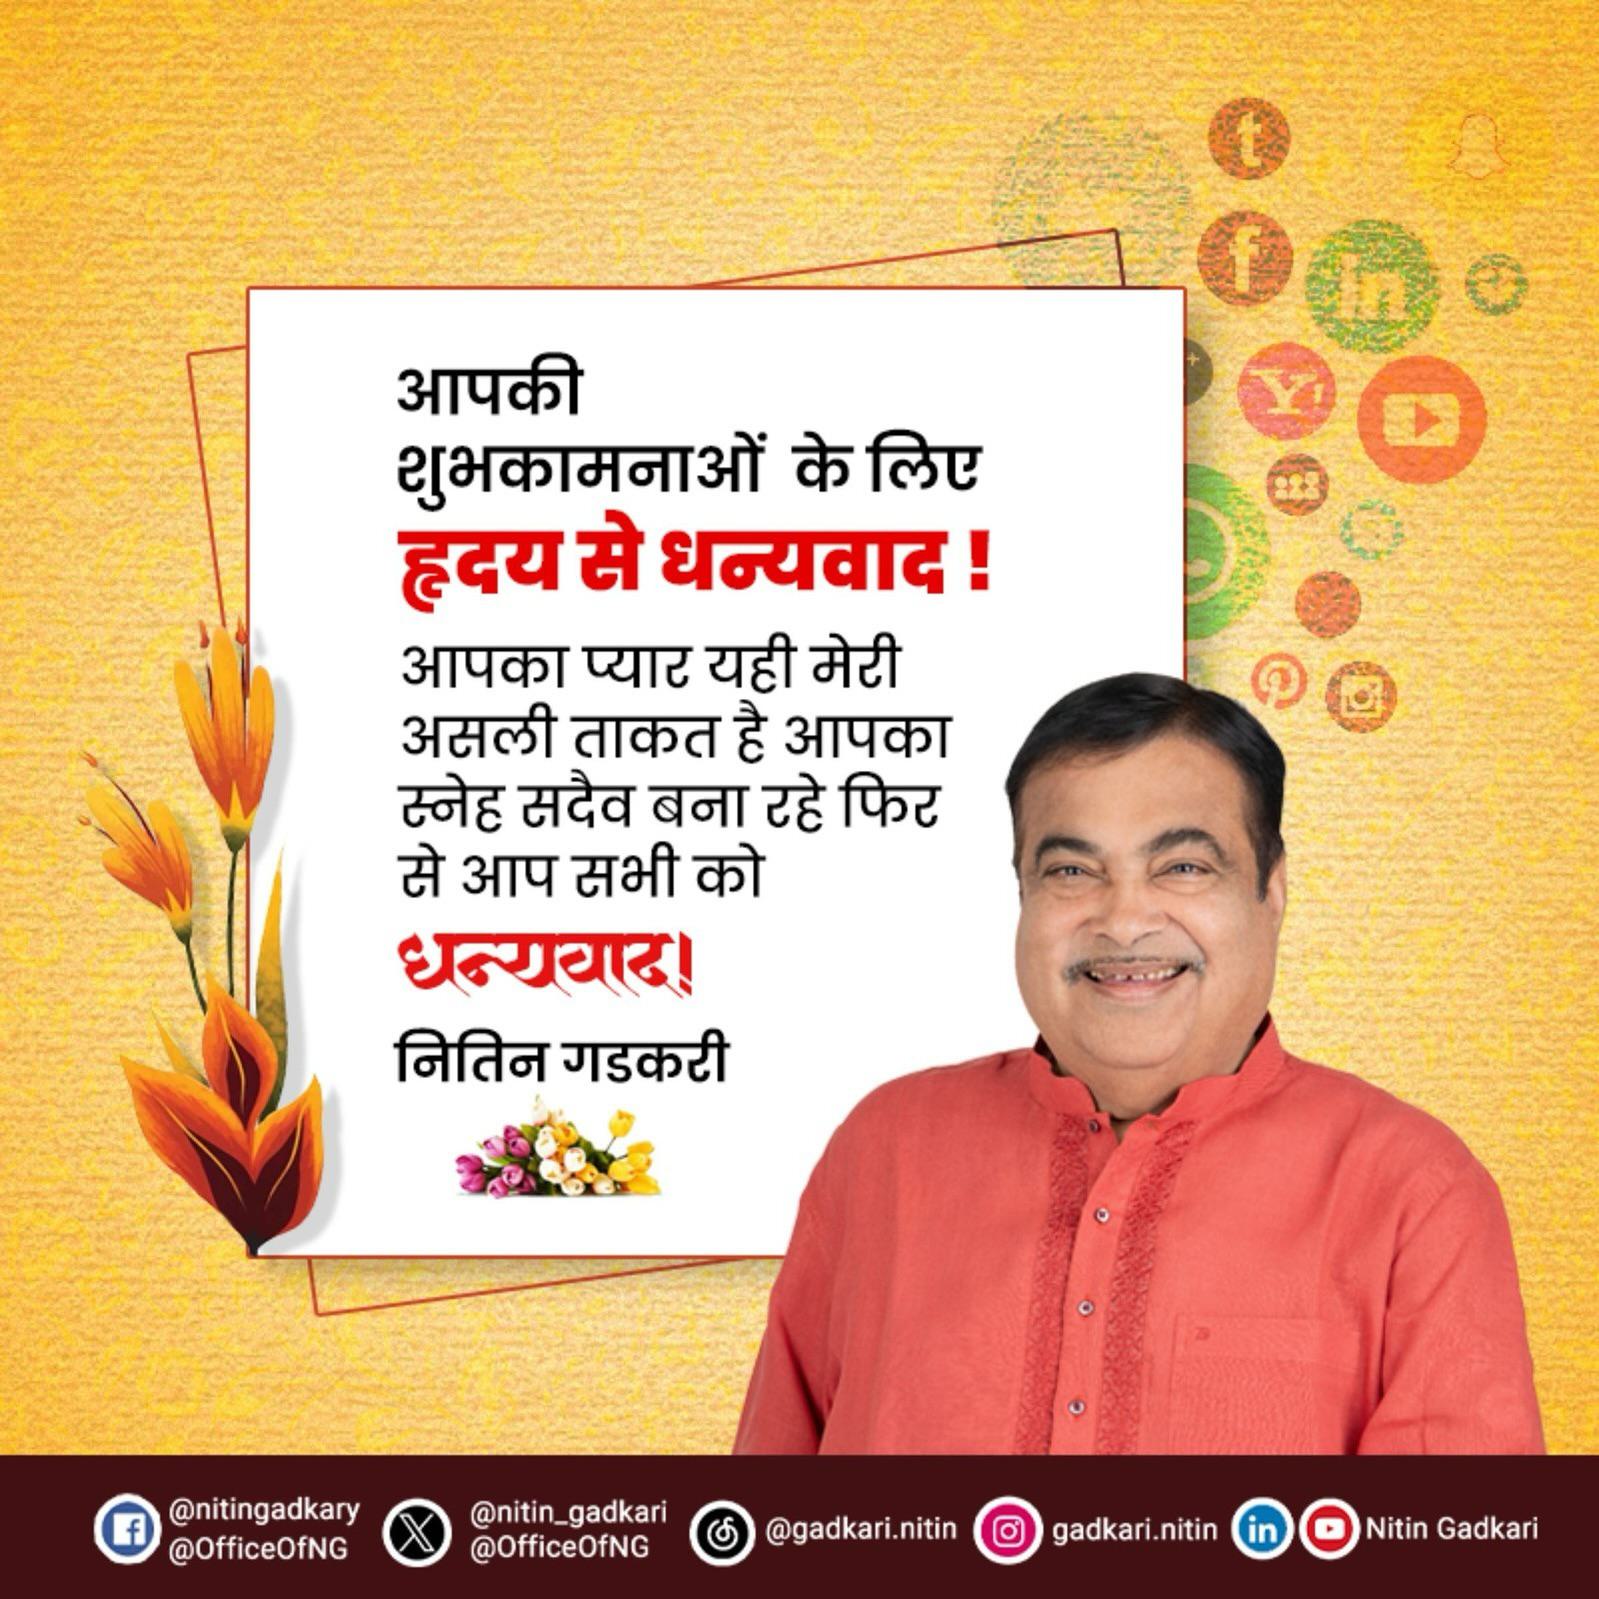 आपकी
शुभकामनाओं के लिए
हृदय से धन्यवाद !
आपका प्यार यही मेरी
असली ताकत है आपका
स्नेह सदैव बना रहे फिर
से आप सभी को
धन्यवाद!
नितिन गडकरी
@nitingadkary
@OfficeOfNG
@nitin_gadkari
@OfficeOfNG
@gadkari.nitin
gadkari.nitin
Nitin Gadkari